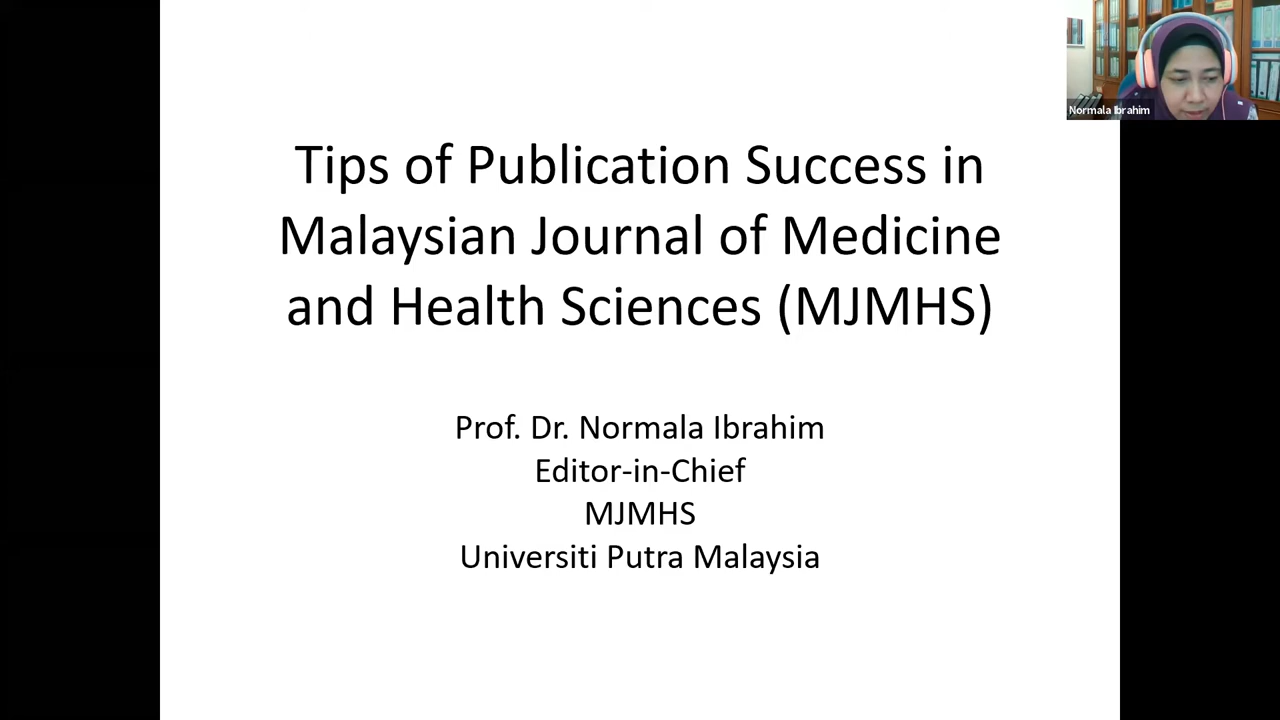 Normala Ibrahim
Tips of Publication Success in
Malaysian Journal of Medicine
and Health Sciences (MJMHS)
Prof. Dr. Normala Ibrahim
Editor-in-Chief
MJMHS
Universiti Putra Malaysia